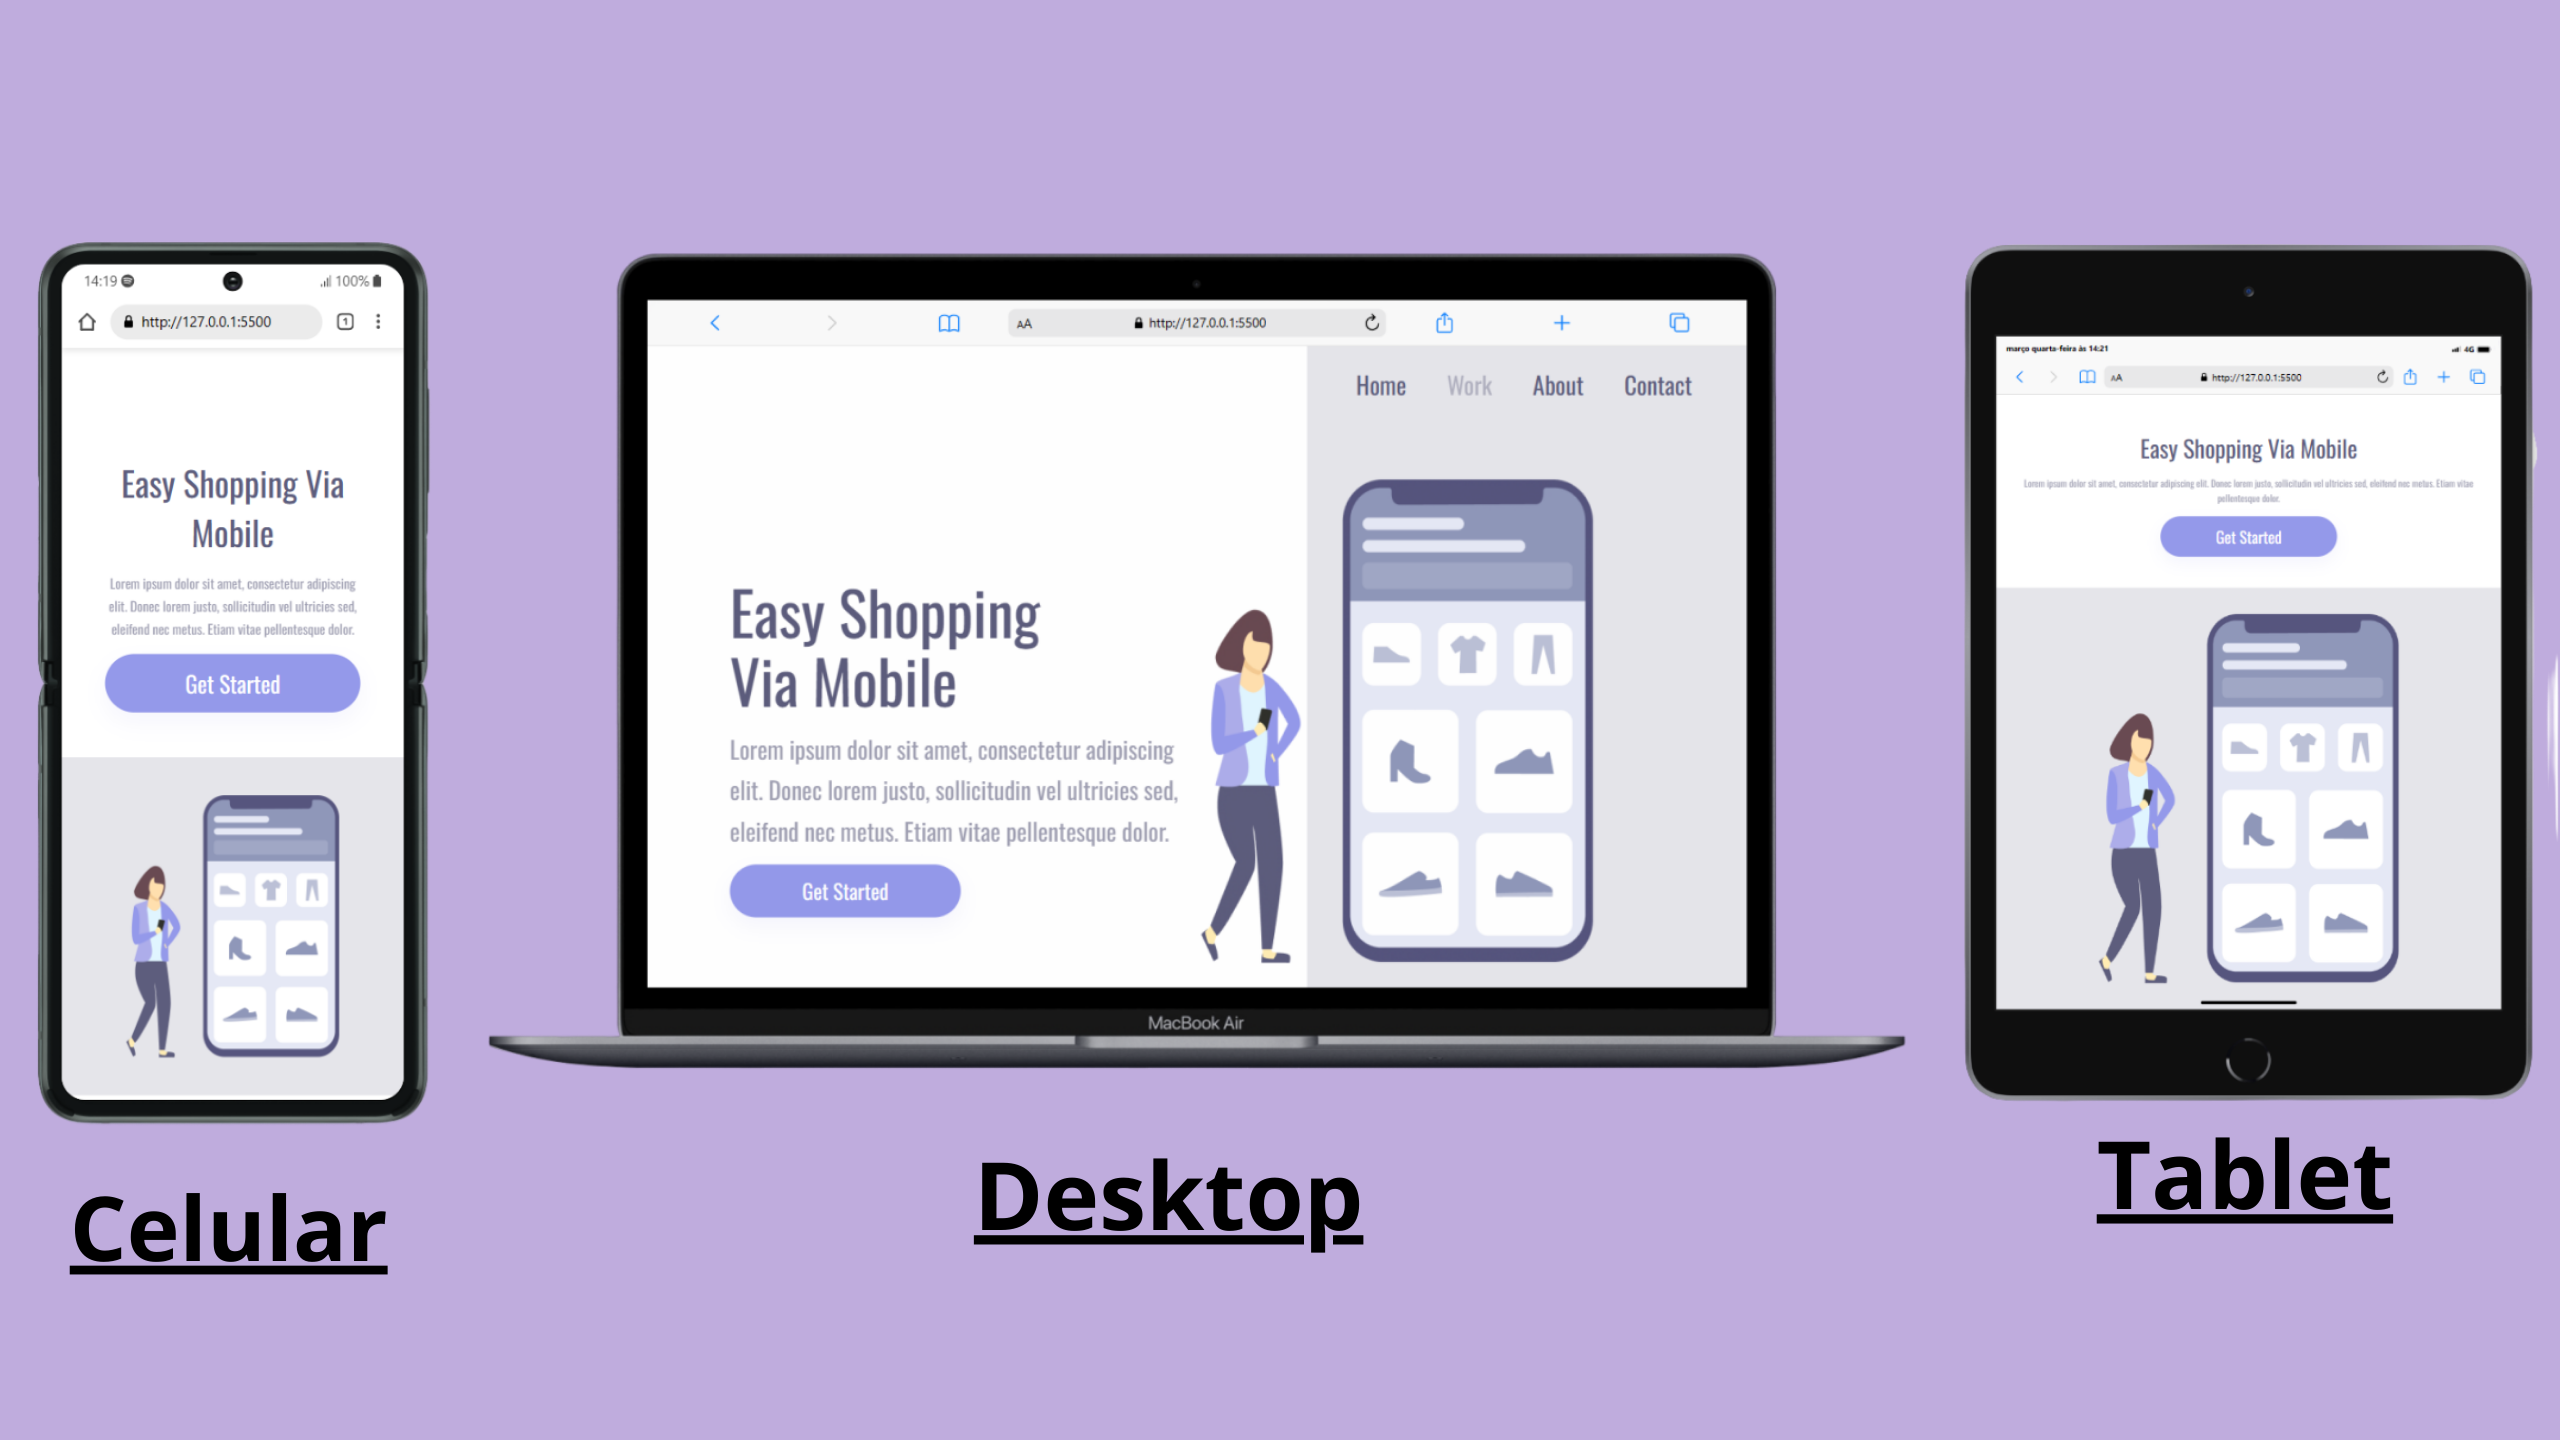 14:19
100%
http://127.0.0.1:5500
1
Easy Shopping Via
Mobile
Lorem ipsum dolor sit amet, consectetur adipiscing
elit. Donec lorem justo, sollicitudin vel ultricies sed,
eleifend nec metus. Etiam vitae pellentesque dolor.
Get Started
Celular
AA
http://127.0.0.1:5500
Home Work About Contact
Easy Shopping
Via Mobile
Lorem ipsum dolor sit amet, consectetur adipiscing
elit. Donec lorem justo, sollicitudin vel ultricies sed,
eleifend nec metus. Etiam vitae pellentesque dolor.
Get Started
MacBook Air
Desktop
março quarta-feira às 14:21
4G
AA
http://127.0.0.1:5500
Easy Shopping Via Mobile
Lorem ipsum dolor sit amet, consectetur adipiscing elit. Donec lorem justo, sollicitudin vel ultricies sed, eleifend nec metus. Etiam vitae
pellentesque dolor.
Get Started
Tablet